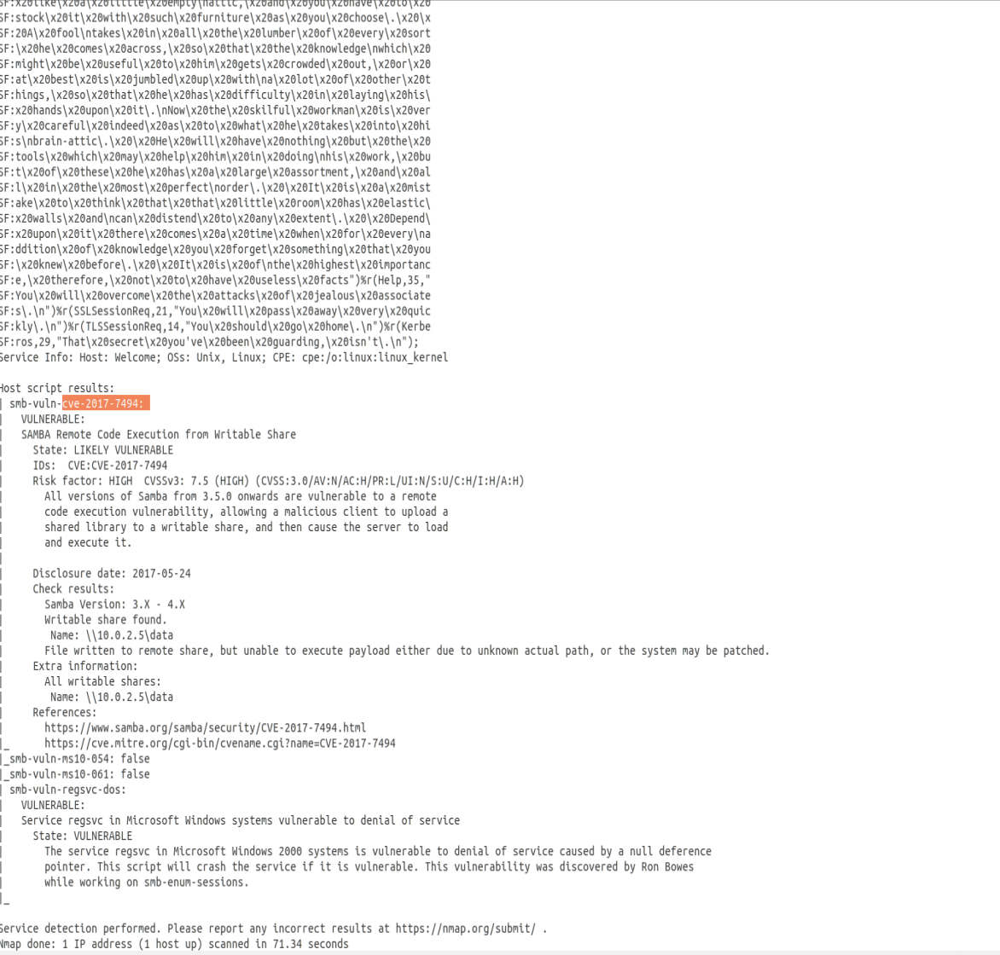 SF:x20like\x20a\x20little\x20empty\nattic,\x20and\x20you\x20have\x20to\x20
SF:stock\x20it\x20with\x20such\x20furniture\x20as\x20you\x20choose\.\x20\x
SF:20A\x20fool\ntakes\x20in\x20all\x20the\x20lumber\x20of\x20every\x20sort
SF:\x20he\x20comes\x20across,\x20so\x20that\x20the\x20knowledge\nwhich\x20
SF:might\x20be\x20useful\x20to\x20him\x20gets\x20crowded\x20out,\x20or\x20
SF:at\x20best\x20is\x20jumbled\x20up\x20with\na\x20lot\x20of\x20other\x20t
SF:hings,\x20so\x20that\x20he\x20has\x20difficulty\x20in\x20laying\x20his\
SF:x20hands\x20upon\x20it\.\nNow\x20the\x20skilful\x20workman\x20is\x20ver
SF:y\x20careful\x20indeed\x20as\x20to\x20what\x20he\x20takes\x20into\x20hi
SF:s\nbrain-attic\.\x20\x20He\x20will\x20have\x20nothing\x20but\x20the\x20
SF:tools\x20which\x20may\x20help\x20him\x20in\x20doing\nhis\x20work,\x20bu
SF:t\x20of\x20these\x20he\x20has\x20a\x20large\x20assortment,\x20and\x20al
SF:l\x20in\x20the\x20most\x20perfect\norder\.\x20\x20It\x20is\x20a\x20mist
SF:ake\x20to\x20think\x20that\x20that\x20little\x20room\x20has\x20elastic\
SF:x20walls\x20and\ncan\x20distend\x20to\x20any\x20extent\.\x20\x20Depend\
SF:x20upon\x20it\x20there\x20comes\x20a\x20time\x20when\x20for\x20every\na
SF:ddition\x20of\x20knowledge\x20you\x20forget\x20something\x20that\x20you
SF:\x20knew\x20before\.\x20\x20It\x20is\x20of\nthe\x20highest\x20importanc
SF:e,\x20therefore,\x20not\x20to\x20have\x20useless\x20facts")%r(Help,35,"
SF:You\x20will\x20overcome\x20the\x20attacks\x20of\x20jealous\x20associate
SF:s\.\n")%r(SSLSessionReq,21,"You\x20will\x20pass\x20away\x20very\x20quic
SF:kly\.\n")%r(TLSSessionReq,14,"You\x20should\x20go\x20home\.\n")%r(Kerbe
SF:ros,29,"That\x20secret\x20you've\x20been\x20guarding,\x20isn't\.\n");
Service Info: Host: Welcome; OSs: Unix, Linux; CPE: cpe:/o:linux:linux_kernel
Host script results:
| smb-vuln-cve-2017-7494:
| VULNERABLE:
| SAMBA Remote Code Execution from Writable Share
| State: LIKELY VULNERABLE
| IDs: CVE:CVE-2017-7494
| Risk factor: HIGH CVSSv3: 7.5 (HIGH) (CVSS:3.0/AV:N/AC:H/PR:L/UI:N/S:U/C:H/I:H/A:H)
| All versions of Samba from 3.5.0 onwards are vulnerable to a remote
| code execution vulnerability, allowing a malicious client to upload a
| shared library to a writable share, and then cause the server to load
| and execute it.
|
| Disclosure date: 2017-05-24
| Check results:
| Samba Version: 3.X - 4.X
| Writable share found.
| Name: \\10.0.2.5\data
| File written to remote share, but unable to execute payload either due to unknown actual path, or the system may be patched.
| Extra information:
| All writable shares:
| Name: \\10.0.2.5\data
| References:
| https://www.samba.org/samba/security/CVE-2017-7494.html
|_ https://cve.mitre.org/cgi-bin/cvename.cgi?name=CVE-2017-7494
|_smb-vuln-ms10-054: false
|_smb-vuln-ms10-061: false
| smb-vuln-regsvc-dos:
| VULNERABLE:
| Service regsvc in Microsoft Windows systems vulnerable to denial of service
| State: VULNERABLE
| The service regsvc in Microsoft Windows 2000 systems is vulnerable to denial of service caused by a null deference
| pointer. This script will crash the service if it is vulnerable. This vulnerability was discovered by Ron Bowes
| while working on smb-enum-sessions.
|_
Service detection performed. Please report any incorrect results at https://nmap.org/submit/ .
Nmap done: 1 IP address (1 host up) scanned in 71.34 seconds